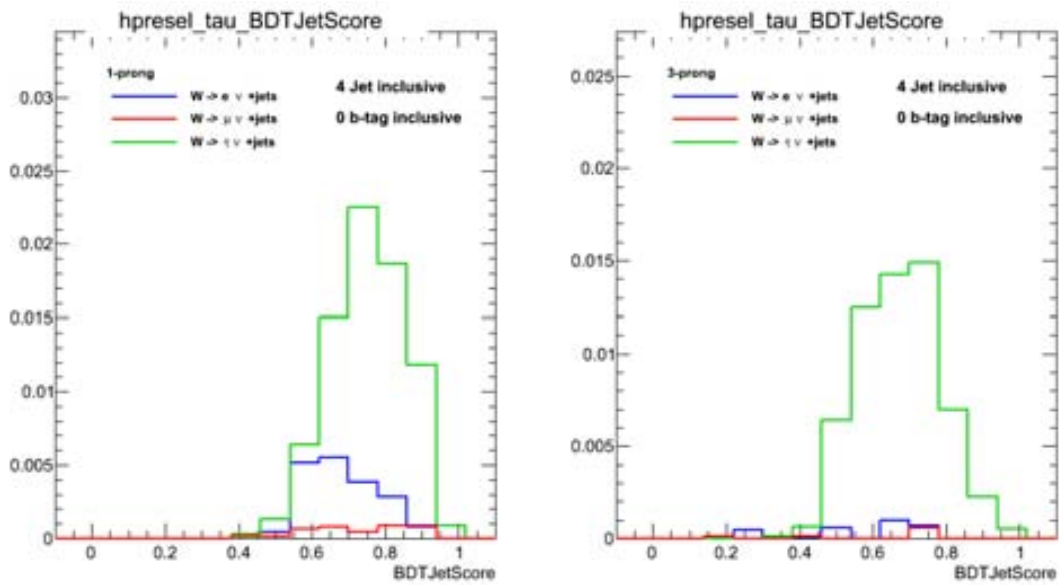 hpresel_tau_BDTJetScore
1-prong
W -> e ν +jets
W -> μ ν +jets
W -> τ ν +jets
4 Jet inclusive
0 b-tag inclusive
0.03
0.025
0.02
0.015
0.01
0.005
0
0 0.2 0.4 0.6 0.8 1
BDTJetScore
hpresel_tau_BDTJetScore
3-prong
W -> e ν +jets
W -> μ ν +jets
W -> τ ν +jets
4 Jet inclusive
0 b-tag inclusive
0.025
0.02
0.015
0.01
0.005
0
0 0.2 0.4 0.6 0.8 1
BDTJetScore